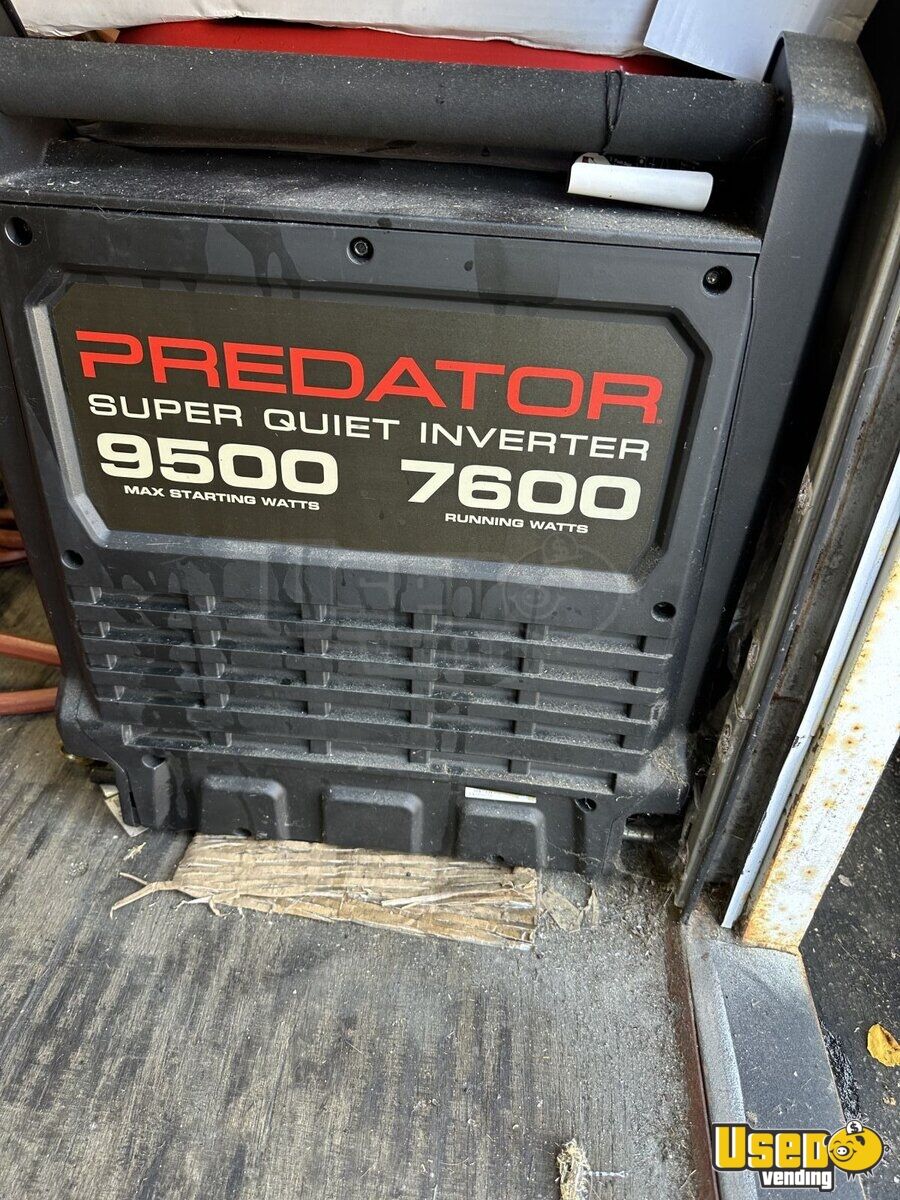 PREDATOR
SUPER QUIET INVERTER
9500 7600
MAX STARTING WATTS RUNNING WATTS
USED
vending